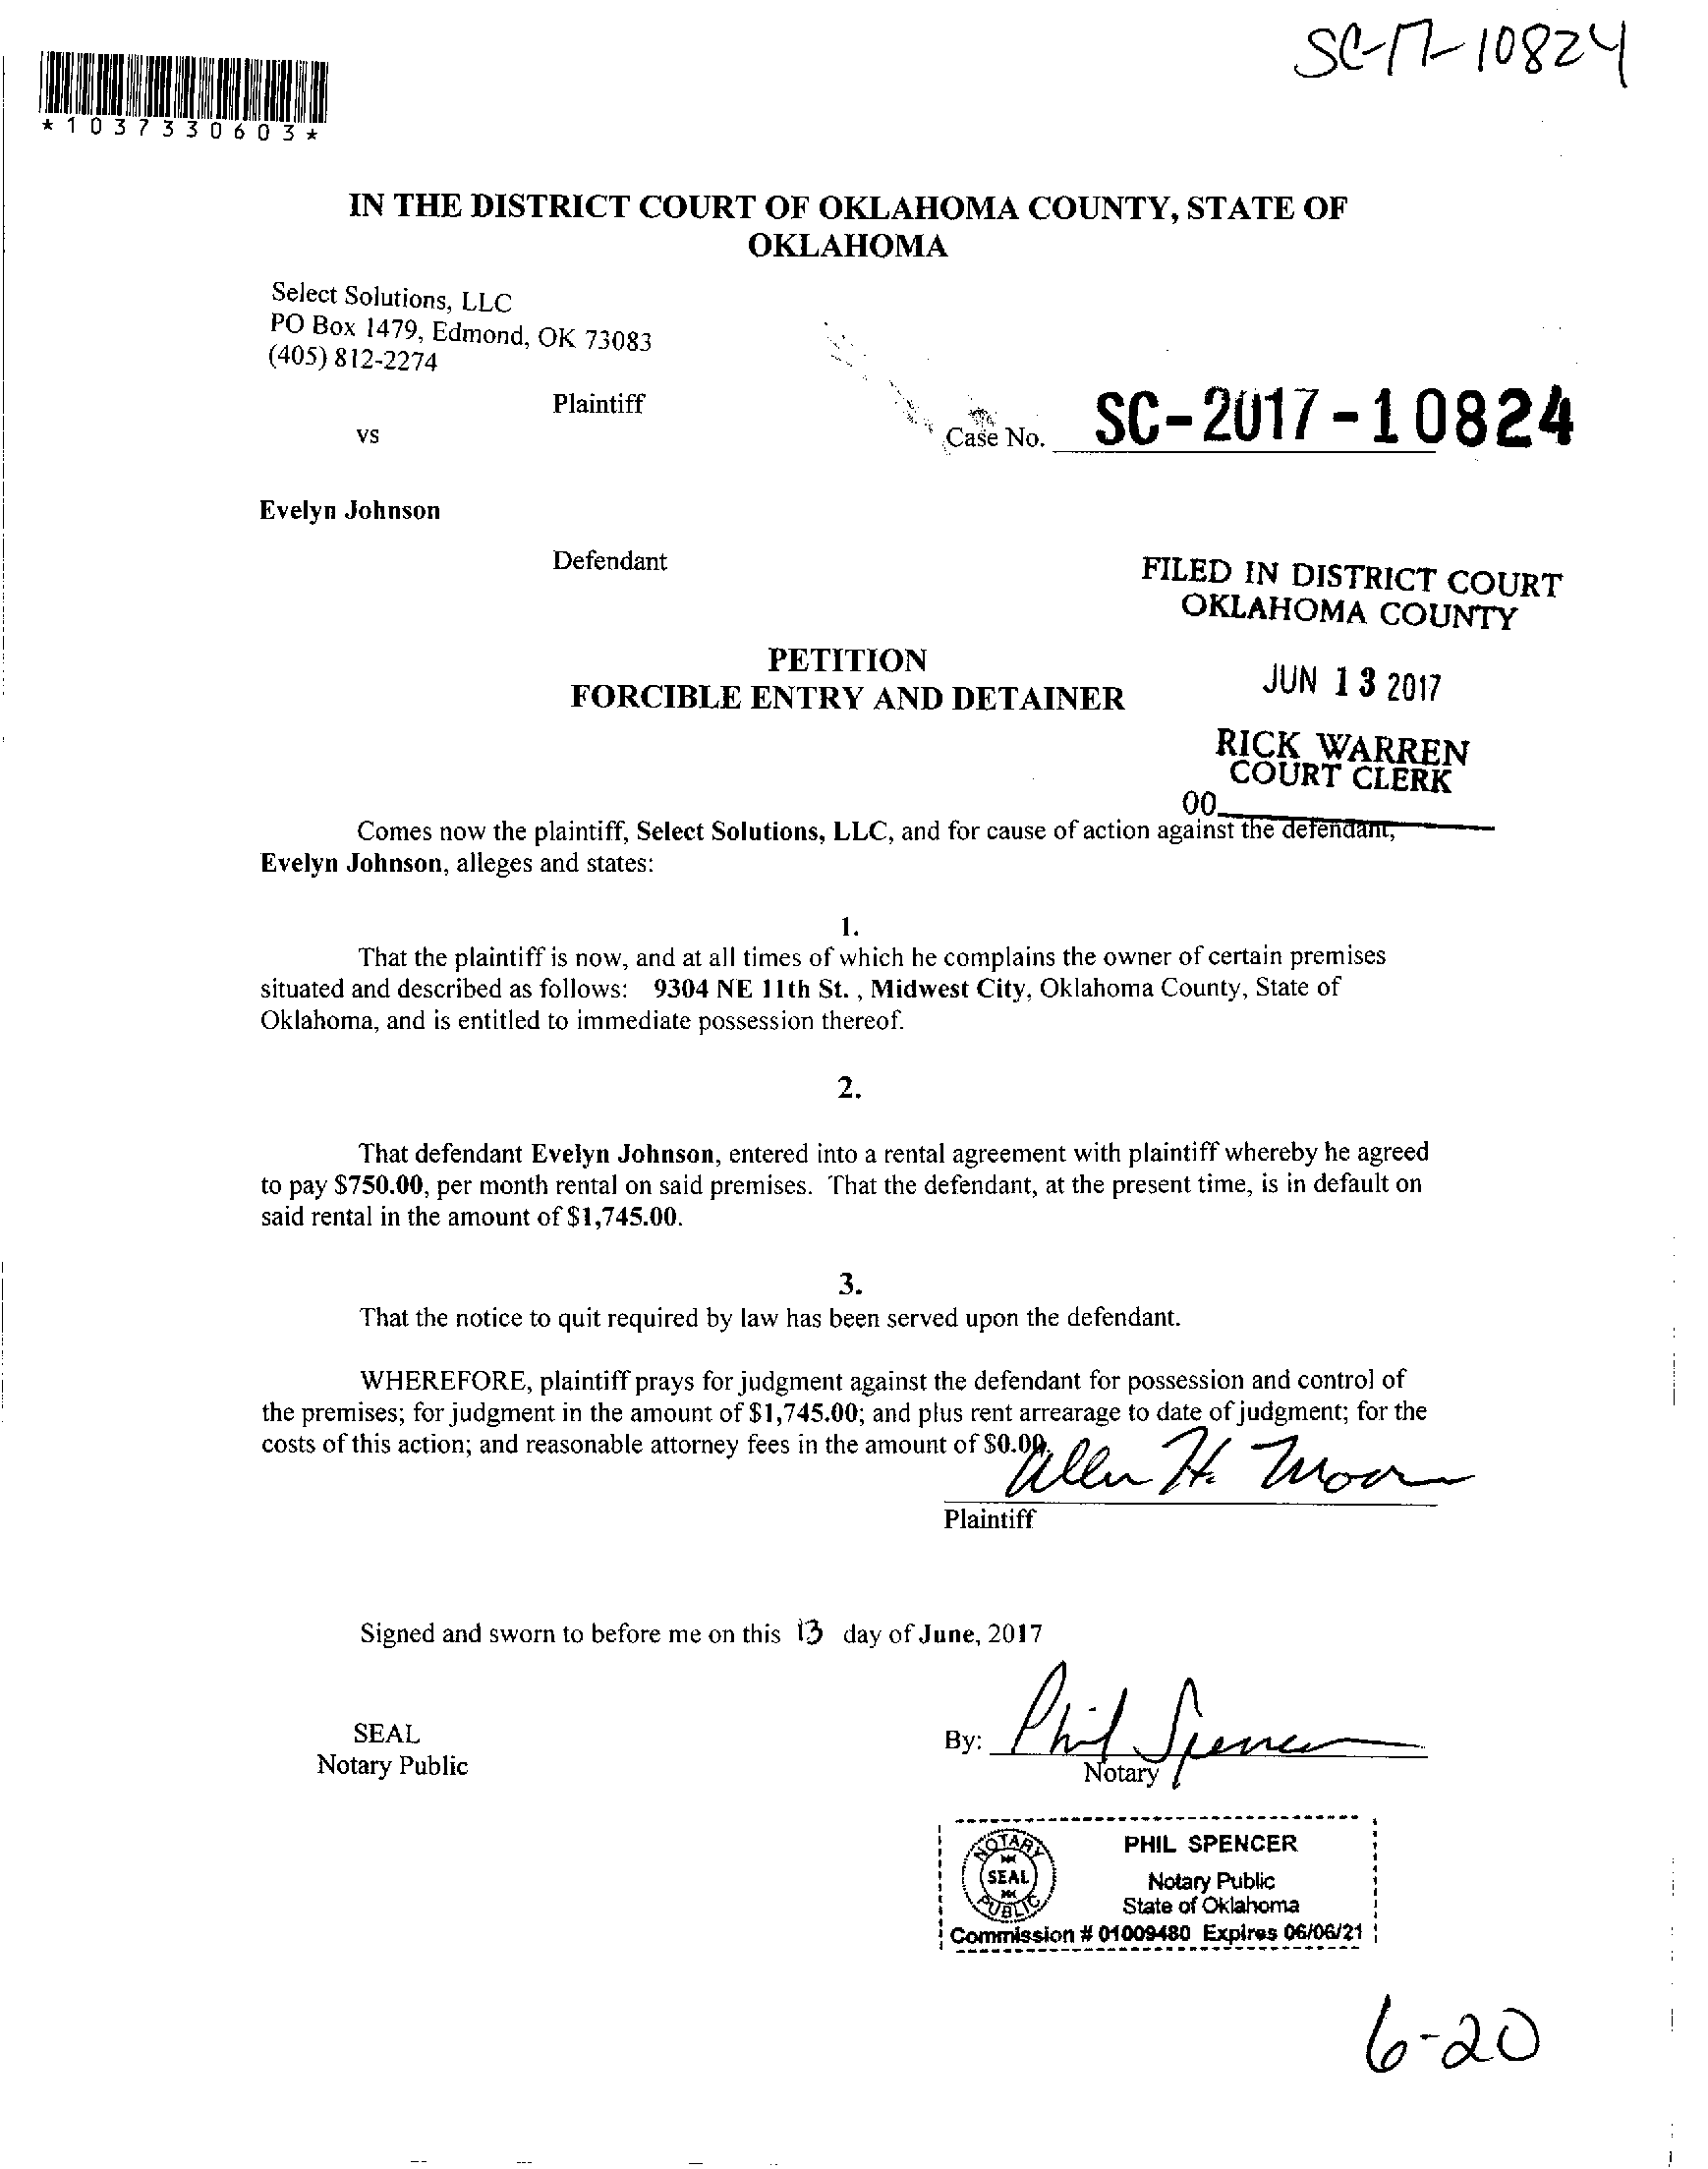 SC-17-10824
*1037330603*
IN THE DISTRICT COURT OF OKLAHOMA COUNTY, STATE OF
OKLAHOMA
Select Solutions, LLC
PO Box 1479, Edmond, OK 73083
(405) 812-2274
Plaintiff
vs
Case No. SC-2017-10824
Evelyn Johnson
Defendant
FILED IN DISTRICT COURT
OKLAHOMA COUNTY
PETITION
FORCIBLE ENTRY AND DETAINER
JUN 13 2017
RICK WARREN
COURT CLERK
00
Comes now the plaintiff, Select Solutions, LLC, and for cause of action against the defendant,
Evelyn Johnson, alleges and states:
1.
That the plaintiff is now, and at all times of which he complains the owner of certain premises
situated and described as follows: 9304 NE 11th St. , Midwest City, Oklahoma County, State of
Oklahoma, and is entitled to immediate possession thereof.
2.
That defendant Evelyn Johnson, entered into a rental agreement with plaintiff whereby he agreed
to pay $750.00, per month rental on said premises. That the defendant, at the present time, is in default on
said rental in the amount of $1,745.00.
3.
That the notice to quit required by law has been served upon the defendant.
WHEREFORE, plaintiff prays for judgment against the defendant for possession and control of
the premises; for judgment in the amount of $1,745.00; and plus rent arrearage to date of judgment; for the
costs of this action; and reasonable attorney fees in the amount of $0.00.
Allen H. Moore
Plaintiff
Signed and sworn to before me on this 13 day of June, 2017
SEAL
Notary Public
By: Phil Spencer
Notary
NOTARY
SEAL
PUBLIC
PHIL SPENCER
Notary Public
State of Oklahoma
Commission # 01009480 Expires 06/06/21
6-20